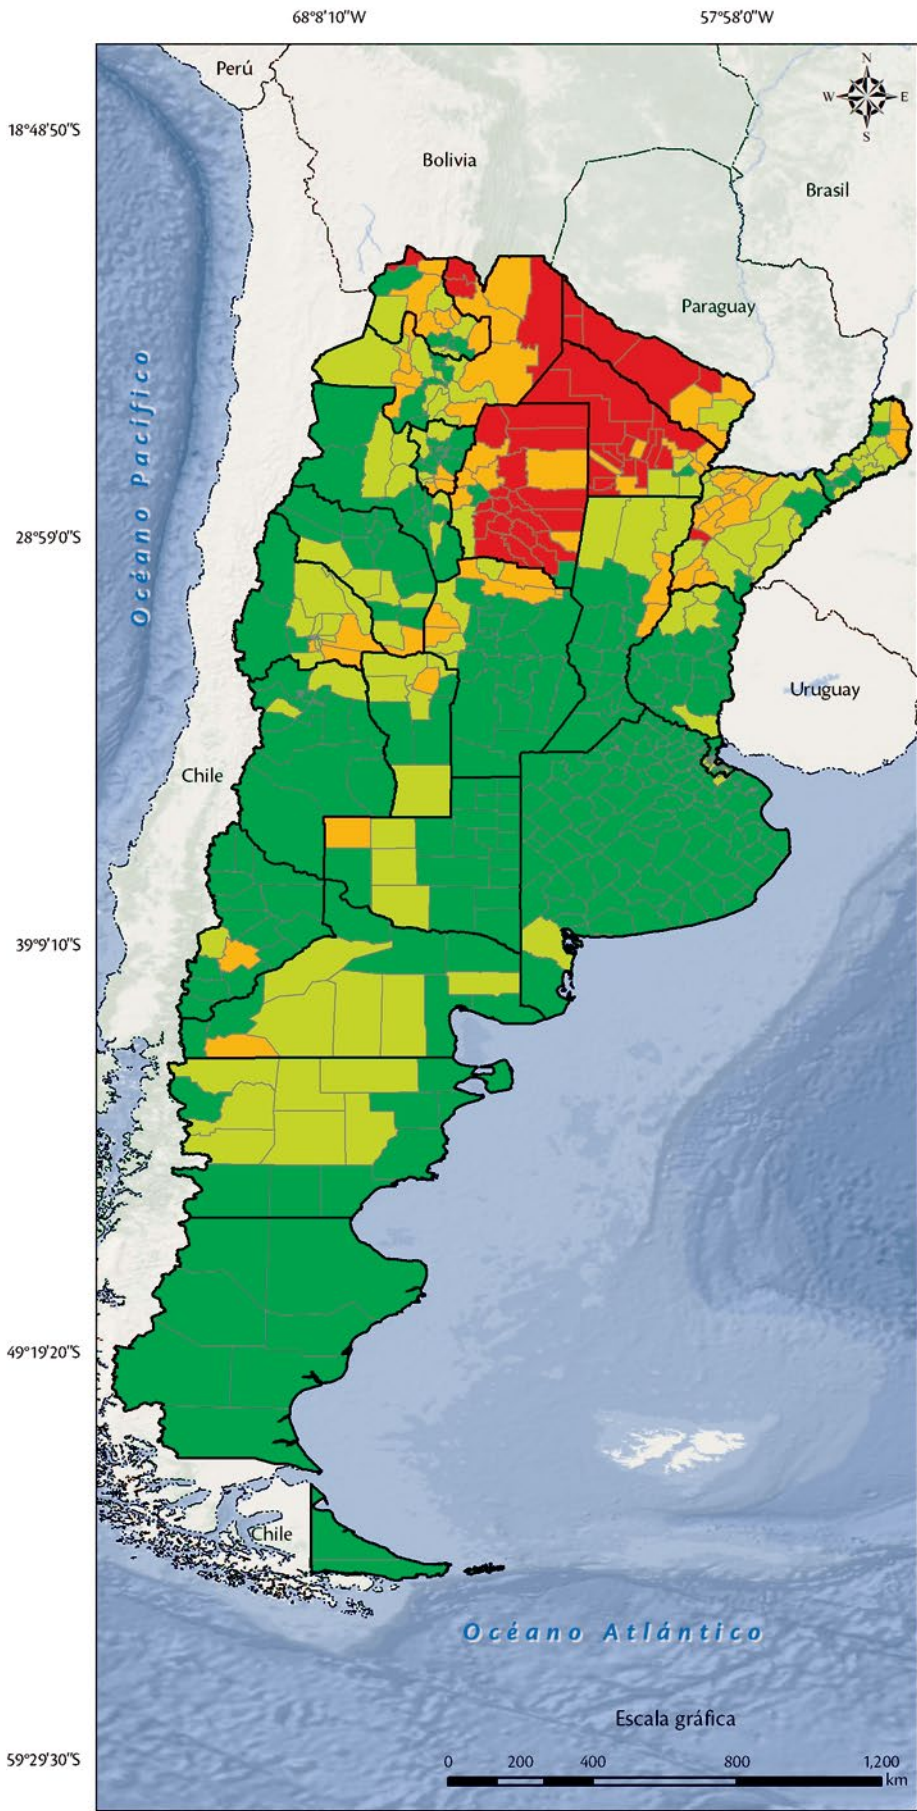 68°8'10"W
57°58'0"W
Perú
N
W
E
S
18°48'50"S
Bolivia
Brasil
Paraguay
Océano Pacífico
28°59'0"S
Uruguay
Chile
39°9'10"S
49°19'20"S
Chile
Océano Atlántico
Escala gráfica
59°29'30"S
0 200 400 800 1,200
km